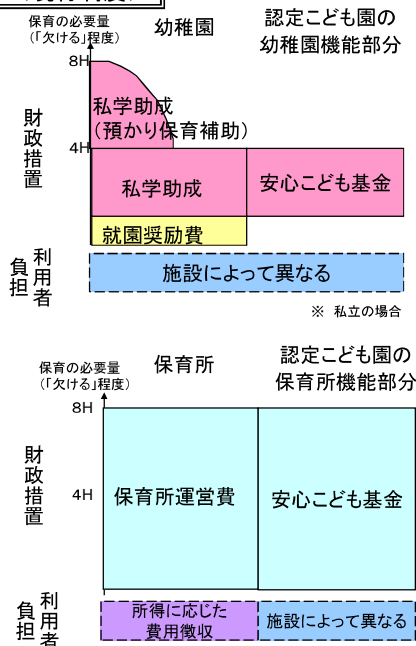 保育の必要量
(「欠ける」程度)
幼稚園
認定こども園の
幼稚園機能部分
8H
私学助成
(預かり保育補助)
4H
財政措置
私学助成
安心こども基金
就園奨励費
利用者
負担
施設によって異なる
※ 私立の場合
保育の必要量
(「欠ける」程度)
保育所
認定こども園の
保育所機能部分
8H
財政措置
4H
保育所運営費
安心こども基金
利用者
負担
所得に応じた
費用徴収
施設によって異なる